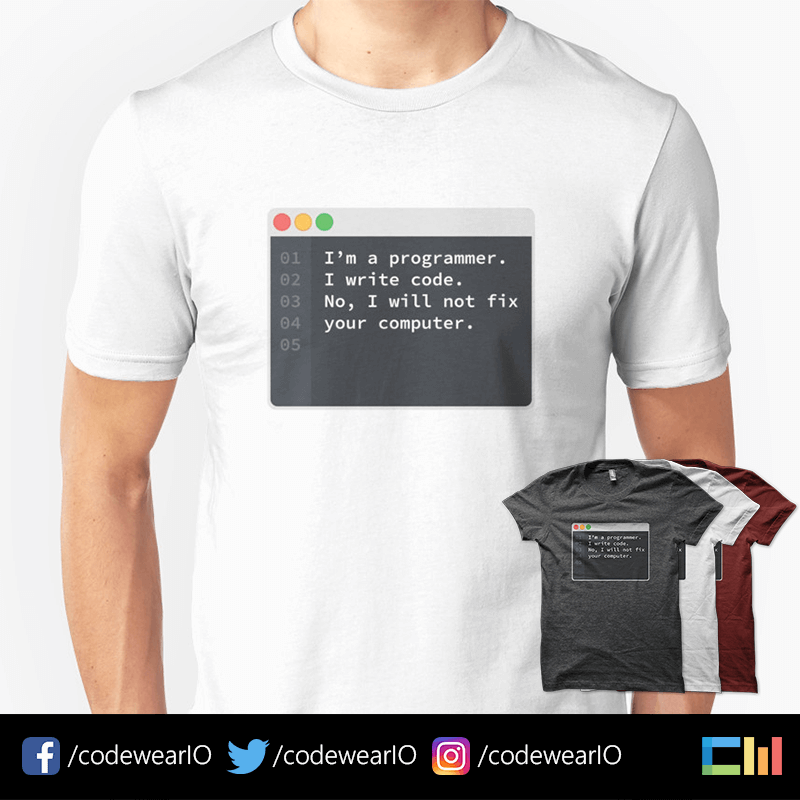 01 I’m a programmer.
02 I write code.
03 No, I will not fix
04 your computer.
05
I’m a programmer.
I write code.
No, I will not fix
your computer.
/codewearIO /codewearIO /codewearIO